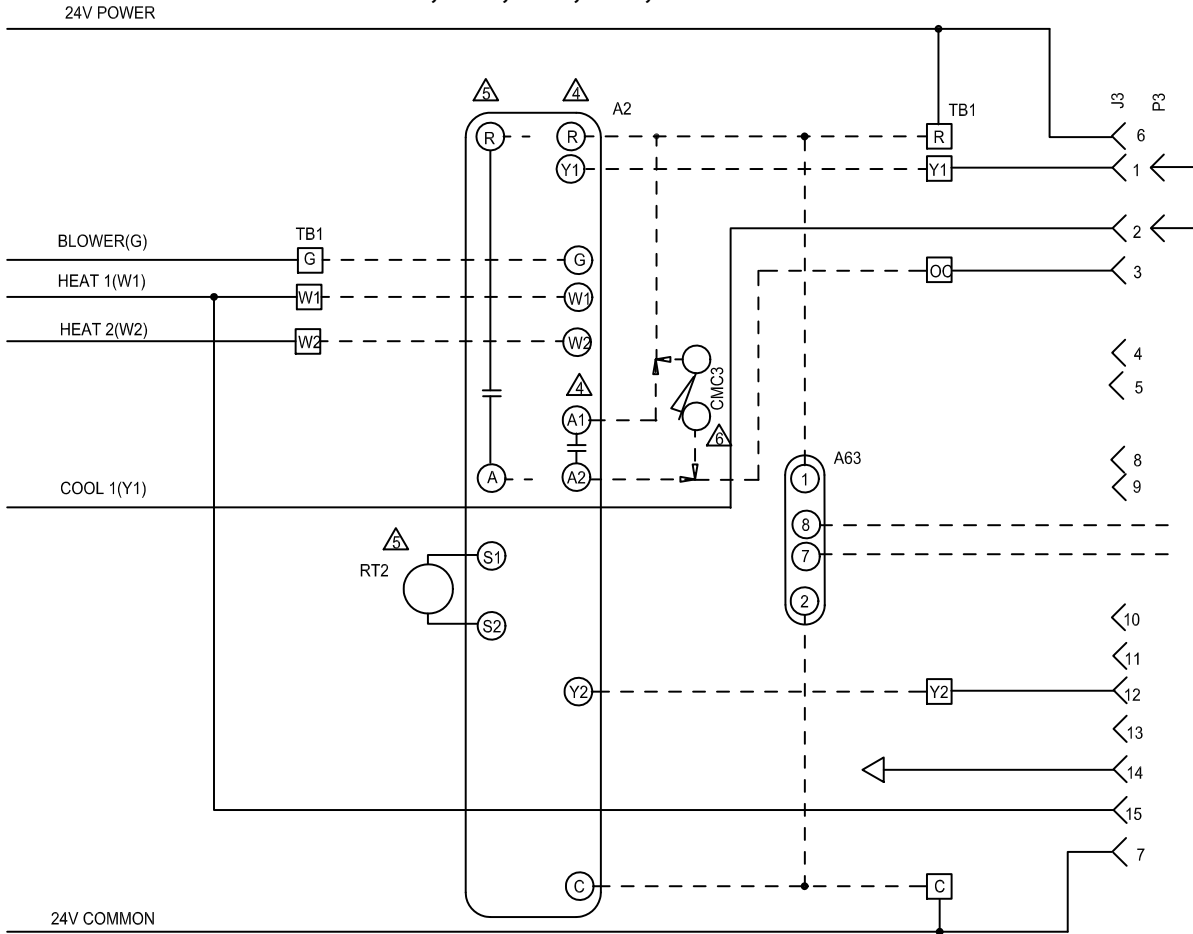 24V POWER
5
4
A2
J3
P3
TB1
R
R
R
6
Y1
Y1
1
TB1
2
BLOWER(G)
G
G
OC
3
HEAT 1(W1)
W1
W1
HEAT 2(W2)
W2
W2
4
CMC3
5
4
A1
6
A63
8
A
A2
1
9
COOL 1(Y1)
8
5
S1
7
RT2
2
S2
10
11
Y2
Y2
12
13
14
15
7
C
C
24V COMMON